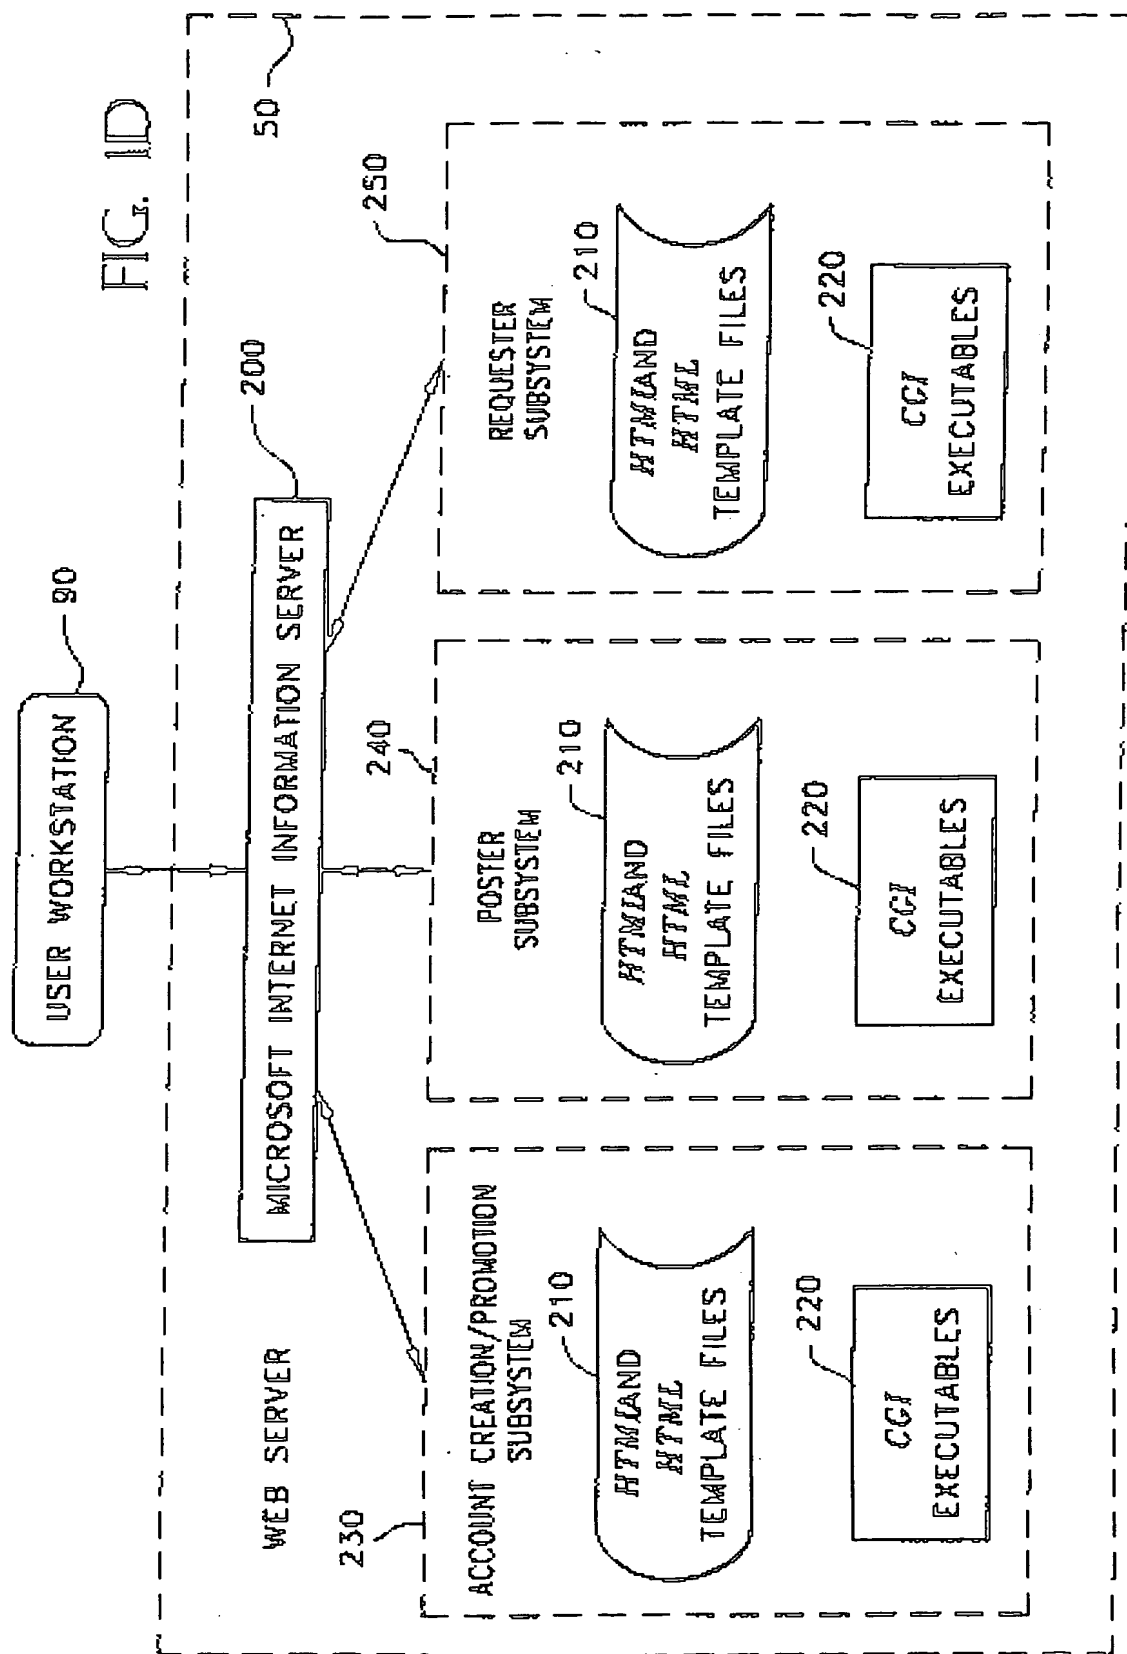 FIG. 1D
USER WORKSTATION
90
50
WEB SERVER
MICROSOFT INTERNET INFORMATION SERVER
200
230
ACCOUNT CREATION/PROMOTION
SUBSYSTEM
210
HTMLAND
HTML
TEMPLATE FILES
220
CGI
EXECUTABLES
240
POSTER
SUBSYSTEM
210
HTMLAND
HTML
TEMPLATE FILES
220
CGI
EXECUTABLES
250
REQUESTER
SUBSYSTEM
210
HTMLAND
HTML
TEMPLATE FILES
220
CGI
EXECUTABLES